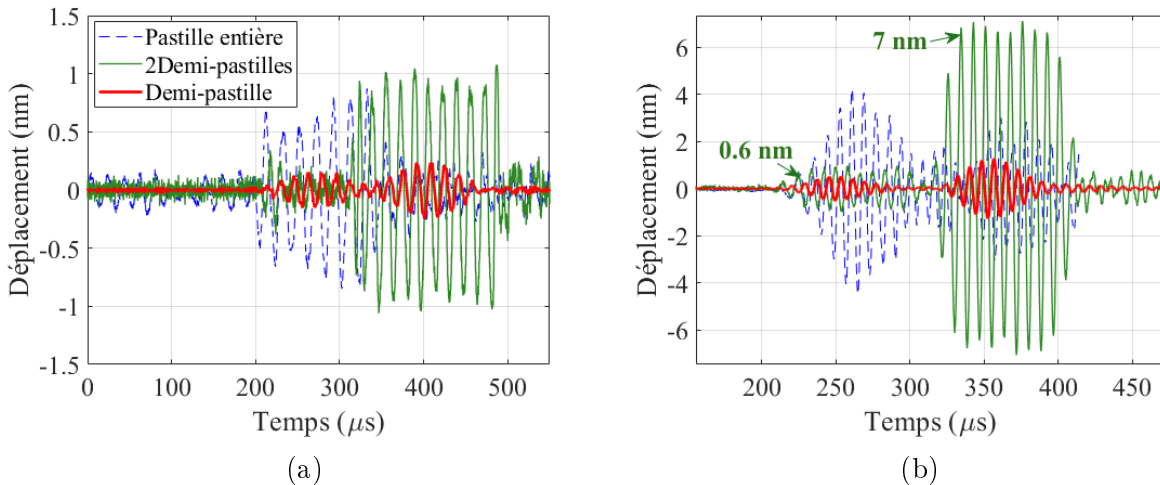 1.5
1
0.5
0
-0.5
-1
-1.5
Déplacement (nm)
Pastille entière
2Demi-pastilles
Demi-pastille
0 100 200 300 400 500
Temps (μs)
(a)
6
4
2
0
-2
-4
-6
Déplacement (nm)
7 nm
0.6 nm
200 250 300 350 400 450
Temps (μs)
(b)